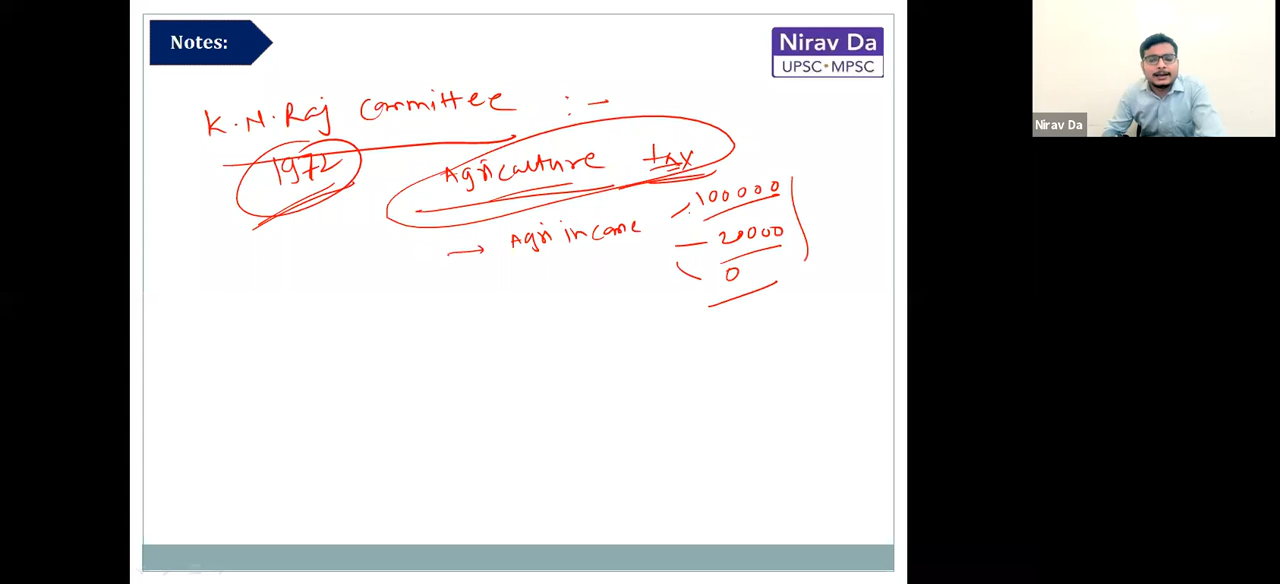 Notes:
Nirav Da
UPSC•MPSC
K.N.Raj Committee :-
1972
Agriculture tax
→ Agri income
100000
20000
0
Nirav Da